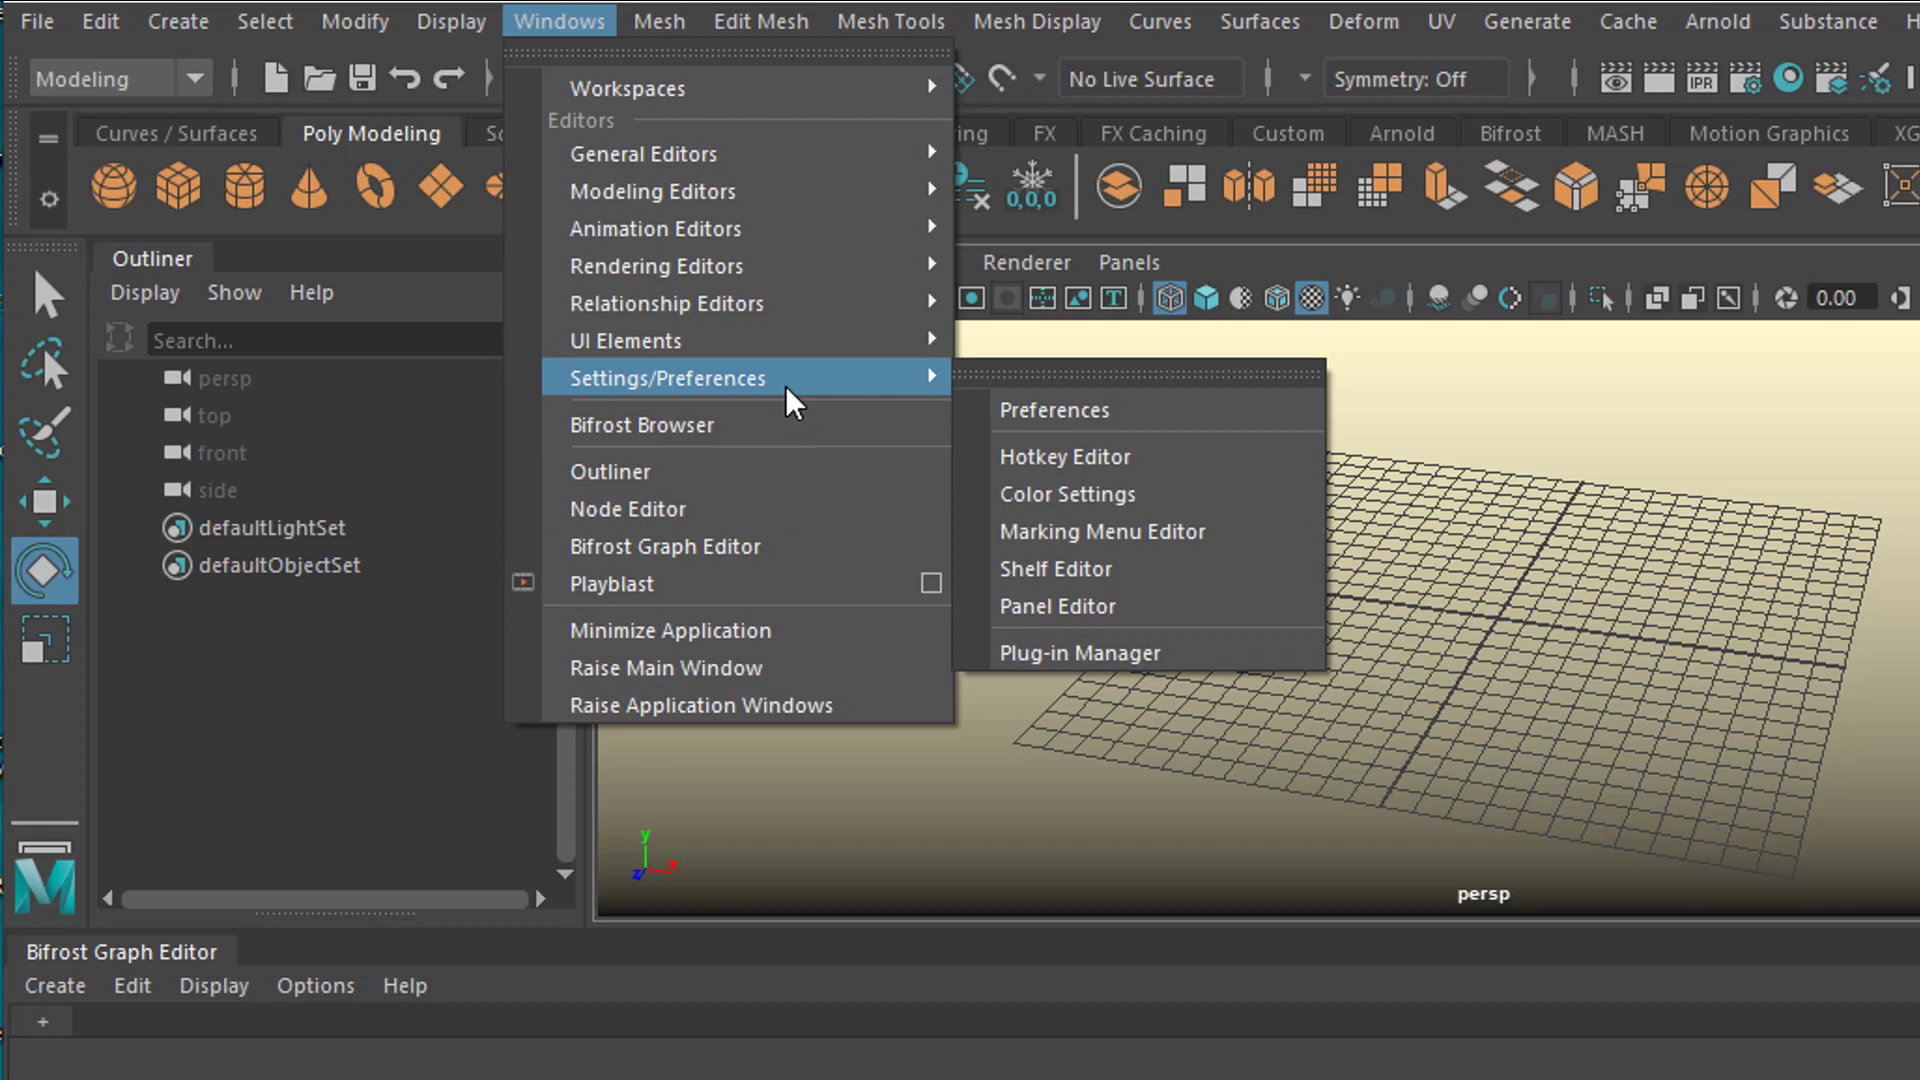 File Edit Create Select Modify Display Windows Mesh Edit Mesh Mesh Tools Mesh Display Curves Surfaces Deform UV Generate Cache Arnold Substance H
Modeling No Live Surface Symmetry: Off IPR
Curves / Surfaces Poly Modeling Sc ing FX FX Caching Custom Arnold Bifrost MASH Motion Graphics XG
0,0,0
Outliner
Display Show Help
Search...
persp
top
front
side
defaultLightSet
defaultObjectSet
Workspaces
Editors
General Editors
Modeling Editors
Animation Editors
Rendering Editors
Relationship Editors
UI Elements
Settings/Preferences
Bifrost Browser
Outliner
Node Editor
Bifrost Graph Editor
Playblast
Minimize Application
Raise Main Window
Raise Application Windows
Preferences
Hotkey Editor
Color Settings
Marking Menu Editor
Shelf Editor
Panel Editor
Plug-in Manager
Renderer Panels
T 0.00
y
z x
persp
M
Bifrost Graph Editor
Create Edit Display Options Help
+